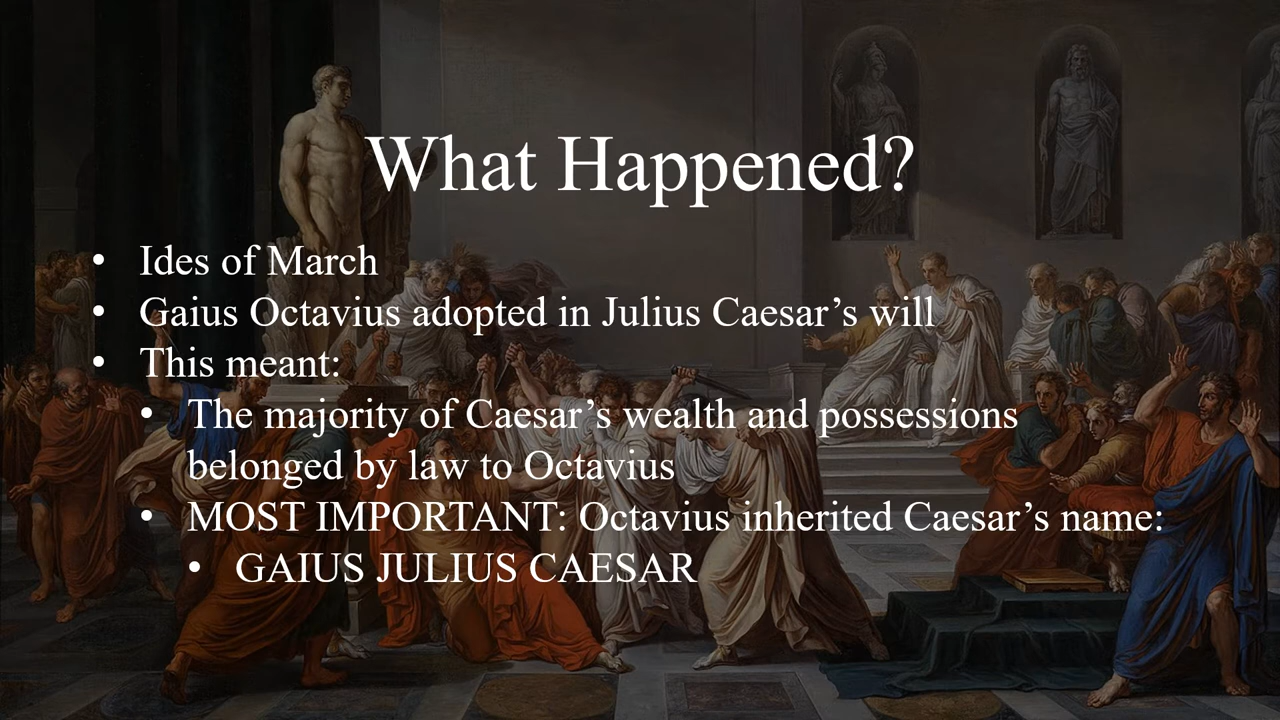 What Happened?
• Ides of March
• Gaius Octavius adopted in Julius Caesar’s will
• This meant:
• The majority of Caesar’s wealth and possessions
belonged by law to Octavius
• MOST IMPORTANT: Octavius inherited Caesar’s name:
• GAIUS JULIUS CAESAR